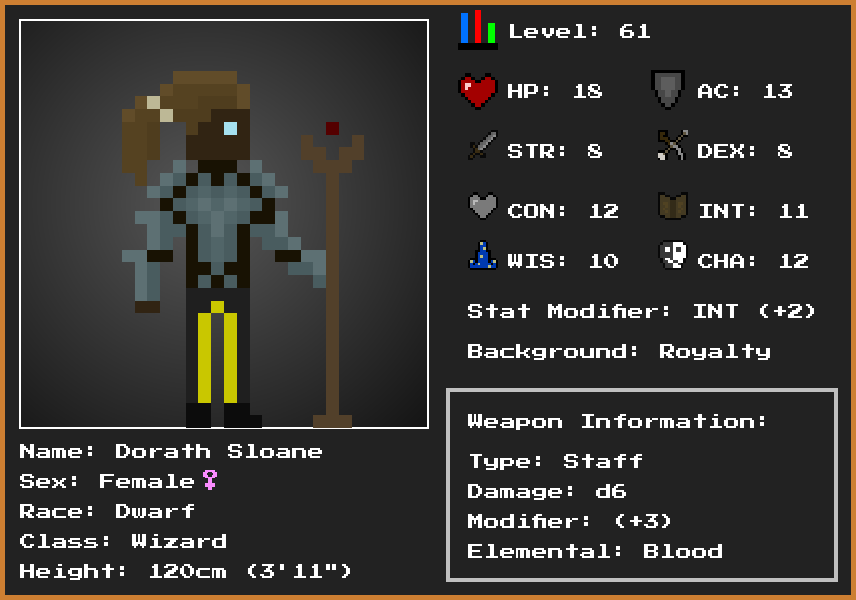 Level: 61
HP: 18
AC: 13
STR: 8
DEX: 8
CON: 12
INT: 11
WIS: 10
CHA: 12
Stat Modifier: INT (+2)
Background: Royalty
Weapon Information:
Type: Staff
Damage: d6
Modifier: (+3)
Elemental: Blood
Name: Dorath Sloane
Sex: Female♀
Race: Dwarf
Class: Wizard
Height: 120cm (3'11")